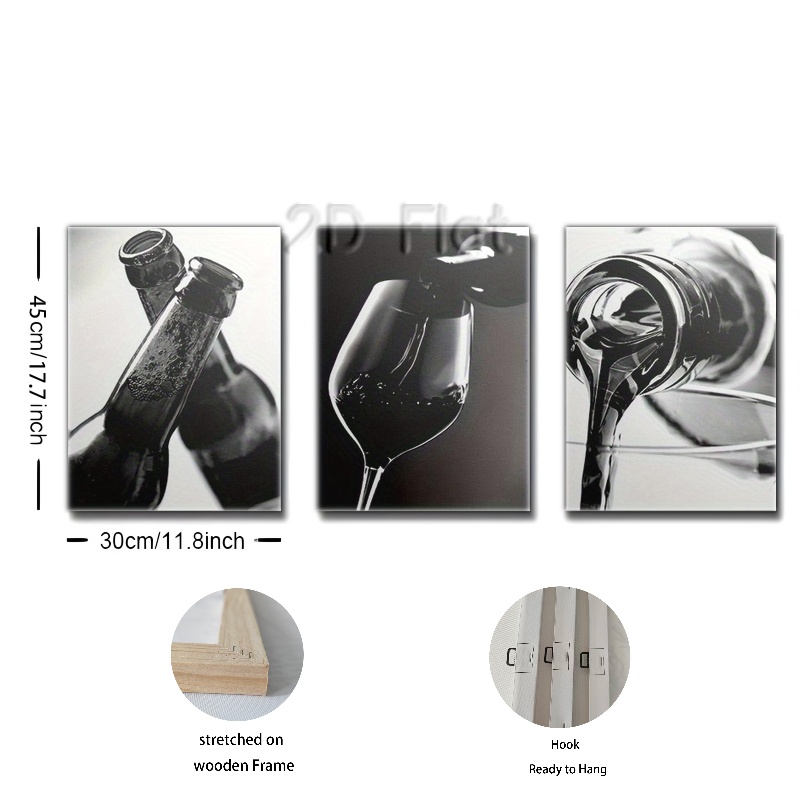 2D Flat
45cm/17.7inch
30cm/11.8inch
stretched on
wooden Frame
Hook
Ready to Hang